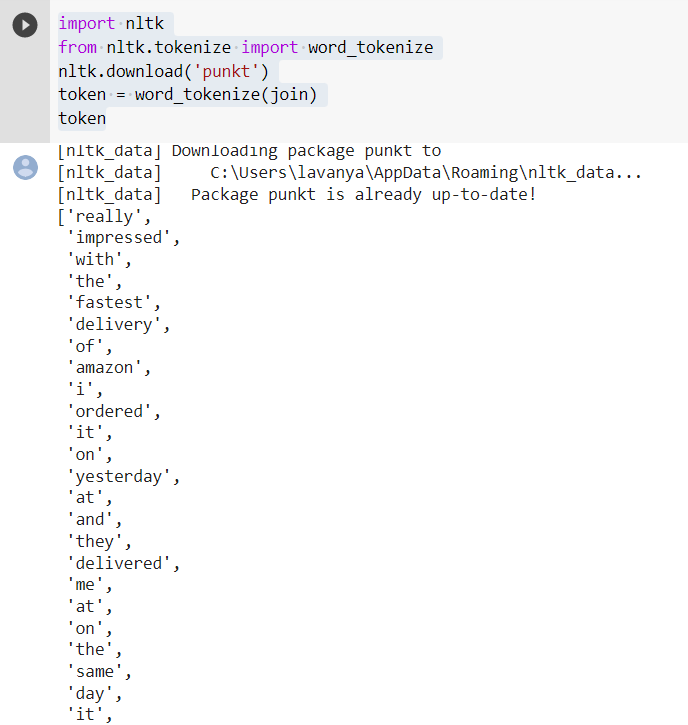 import nltk
from nltk.tokenize import word_tokenize
nltk.download('punkt')
token = word_tokenize(join)
token
[nltk_data] Downloading package punkt to
[nltk_data]     C:\Users\lavanya\AppData\Roaming\nltk_data...
[nltk_data]   Package punkt is already up-to-date!
['really',
 'impressed',
 'with',
 'the',
 'fastest',
 'delivery',
 'of',
 'amazon',
 'i',
 'ordered',
 'it',
 'on',
 'yesterday',
 'at',
 'and',
 'they',
 'delivered',
 'me',
 'at',
 'on',
 'the',
 'same',
 'day',
 'it',